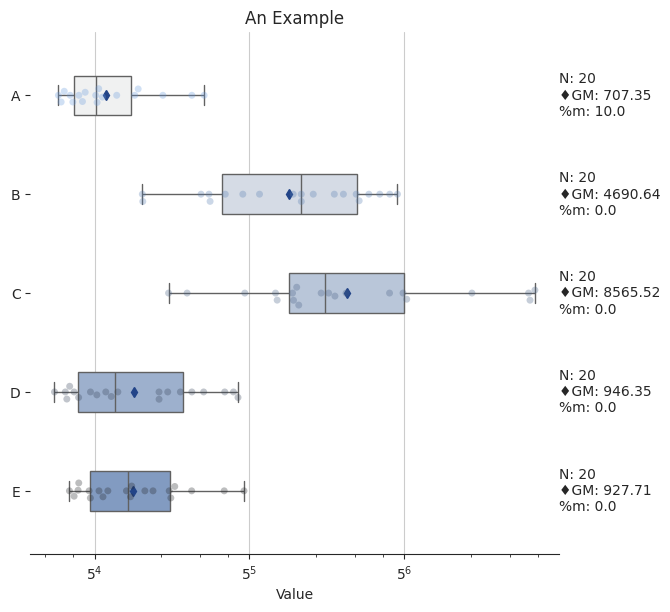 An Example
A
N: 20
♦GM: 707.35
%m: 10.0
B
N: 20
♦GM: 4690.64
%m: 0.0
C
N: 20
♦GM: 8565.52
%m: 0.0
D
N: 20
♦GM: 946.35
%m: 0.0
E
N: 20
♦GM: 927.71
%m: 0.0
5⁴ 5⁵ 5⁶
Value